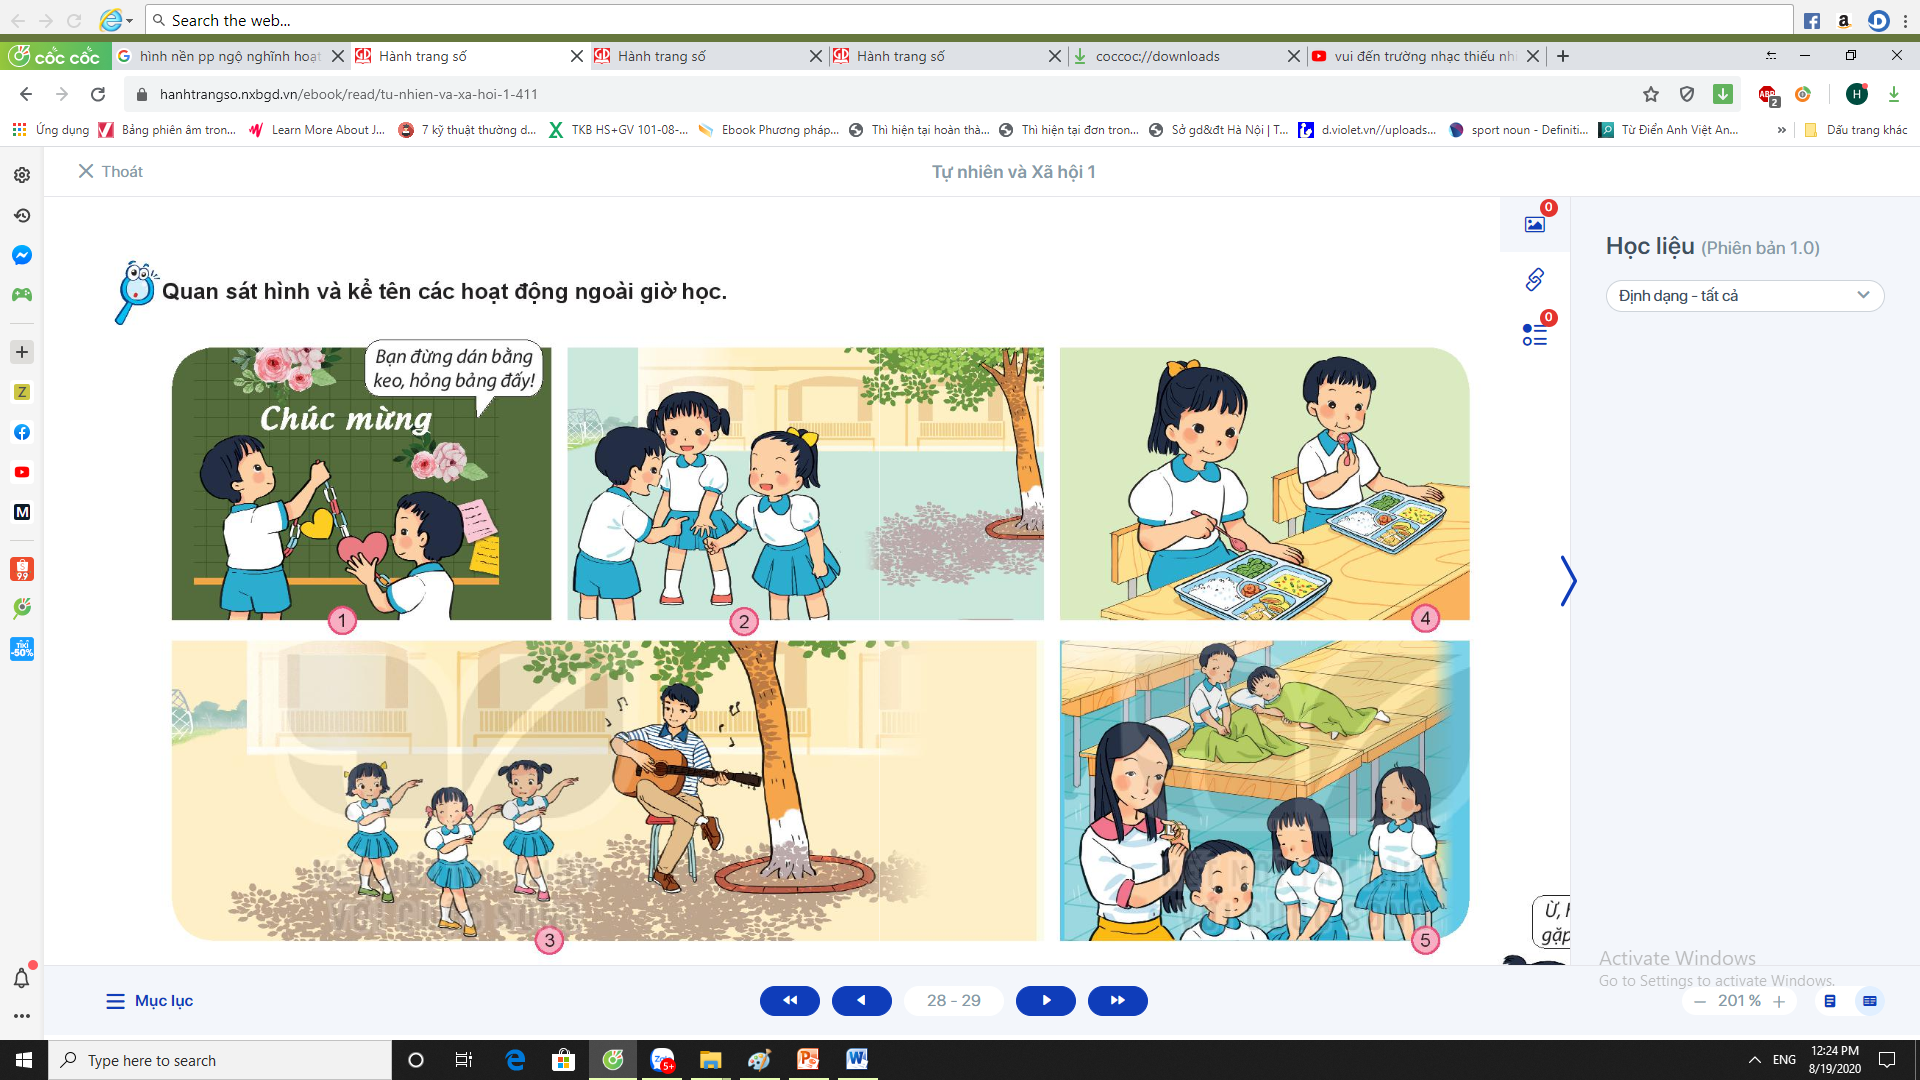 Search the web...
cốc cốc
hình nền pp ngộ nghĩnh hoạt
Hành trang số
Hành trang số
Hành trang số
coccoc://downloads
vui đến trường nhạc thiếu nhi
hanhtrangso.nxbgd.vn/ebook/read/tu-nhien-va-xa-hoi-1-411
Ứng dụng
Bảng phiên âm tron...
Learn More About J...
7 kỹ thuật thường d...
TKB HS+GV 101-08-...
Ebook Phương pháp...
Thì hiện tại hoàn thà...
Thì hiện tại đơn tron...
Sở gd&đt Hà Nội | T...
d.violet.vn//uploads...
sport noun - Definiti...
Từ Điển Anh Việt An...
»
Dấu trang khác
Thoát
Tự nhiên và Xã hội 1
0
0
Học liệu (Phiên bản 1.0)
Định dạng - tất cả
Quan sát hình và kể tên các hoạt động ngoài giờ học.
Bạn đừng dán bằng
keo, hỏng bảng đấy!
Chúc mừng
1
2
4
3
5
Ừ,
gặp
Mục lục
28 - 29
Activate Windows
Go to Settings to activate Windows.
201 %
Type here to search
5+
ENG
12:24 PM
8/19/2020